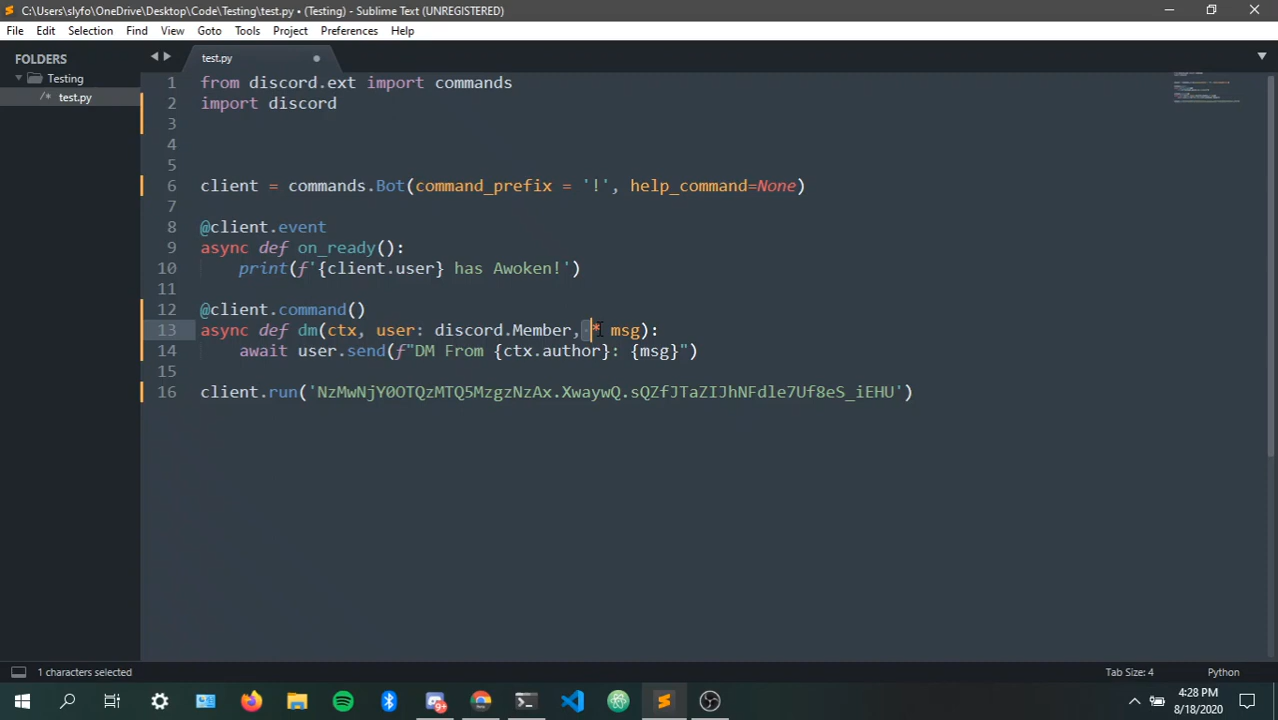 C:\Users\slyfo\OneDrive\Desktop\Code\Testing\test.py • (Testing) - Sublime Text (UNREGISTERED)
File Edit Selection Find View Goto Tools Project Preferences Help
FOLDERS
Testing
/* test.py
test.py
1 from discord.ext import commands
2 import discord
3
4
5
6 client = commands.Bot(command_prefix = '!', help_command=None)
7
8 @client.event
9 async def on_ready():
10 print(f'{client.user} has Awoken!')
11
12 @client.command()
13 async def dm(ctx, user: discord.Member, * msg):
14 await user.send(f"DM From {ctx.author}: {msg}")
15
16 client.run('NzMwNjY0OTQzMTQ5MzgzNzAx.XwaywQ.sQZfJTaZIJhNFdle7Uf8eS_iEHU')
1 characters selected
Tab Size: 4
Python
4:28 PM
8/18/2020